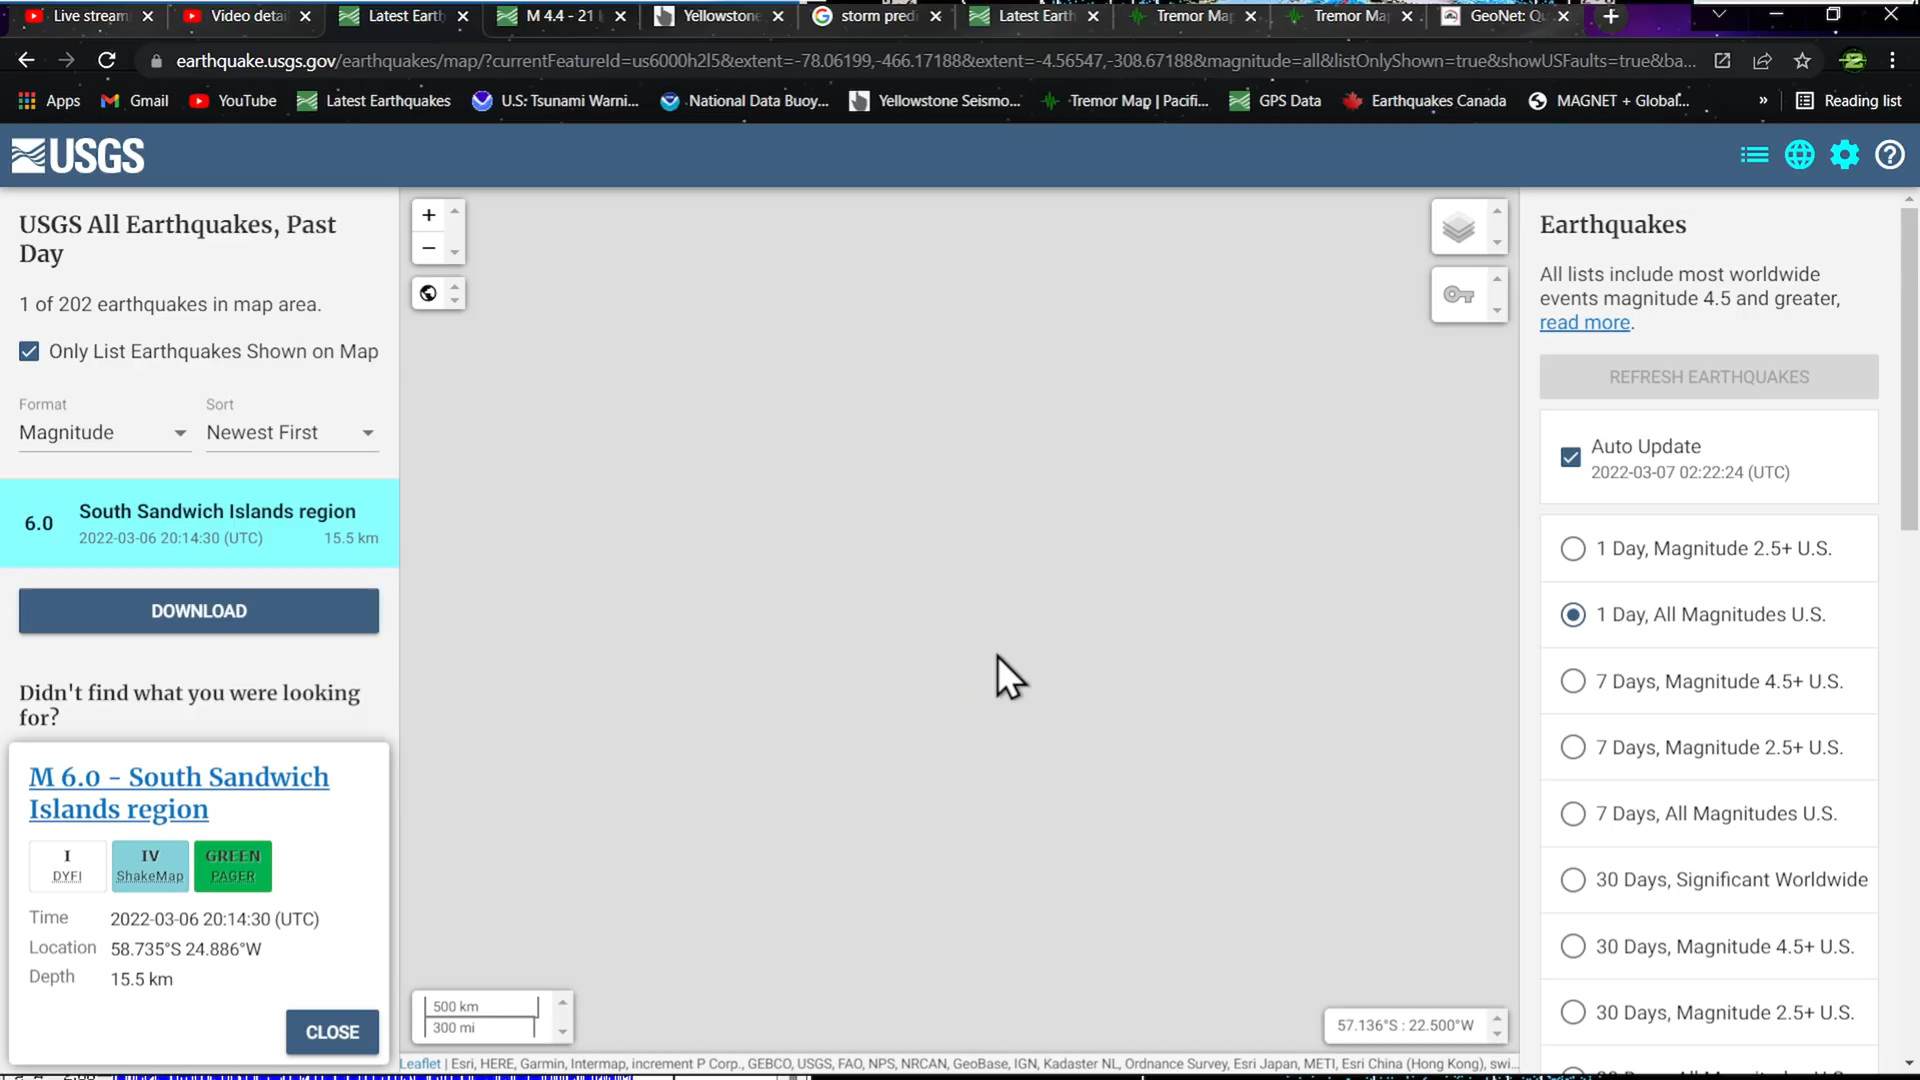 Live stream
Video detai
Latest Earth
M 4.4 - 21
Yellowstone
storm pred
Latest Earth
Tremor Ma
Tremor Ma
GeoNet: Qu
earthquake.usgs.gov/earthquakes/map/?currentFeatureId=us6000h2l5&extent=-78.06199,-466.17188&extent=-4.56547,-308.67188&magnitude=all&listOnlyShown=true&showUSFaults=true&ba...
Apps
Gmail
YouTube
Latest Earthquakes
U.S. Tsunami Warni...
National Data Buoy...
Yellowstone Seismo...
Tremor Map | Pacifi...
GPS Data
Earthquakes Canada
MAGNET + Global...
»
Reading list
USGS
USGS All Earthquakes, Past
Day
1 of 202 earthquakes in map area.
Only List Earthquakes Shown on Map
Format
Sort
Magnitude
Newest First
6.0
South Sandwich Islands region
2022-03-06 20:14:30 (UTC)
15.5 km
DOWNLOAD
Didn't find what you were looking
for?
M 6.0 - South Sandwich
Islands region
I
DYFI
IV
ShakeMap
GREEN
PAGER
Time
2022-03-06 20:14:30 (UTC)
Location
58.735°S 24.886°W
Depth
15.5 km
CLOSE
+
−
500 km
300 mi
57.136°S : 22.500°W
Leaflet | Esri, HERE, Garmin, Intermap, increment P Corp., GEBCO, USGS, FAO, NPS, NRCAN, GeoBase, IGN, Kadaster NL, Ordnance Survey, Esri Japan, METI, Esri China (Hong Kong), swi...
Earthquakes
All lists include most worldwide
events magnitude 4.5 and greater,
read more.
REFRESH EARTHQUAKES
Auto Update
2022-03-07 02:22:24 (UTC)
1 Day, Magnitude 2.5+ U.S.
1 Day, All Magnitudes U.S.
7 Days, Magnitude 4.5+ U.S.
7 Days, Magnitude 2.5+ U.S.
7 Days, All Magnitudes U.S.
30 Days, Significant Worldwide
30 Days, Magnitude 4.5+ U.S.
30 Days, Magnitude 2.5+ U.S.